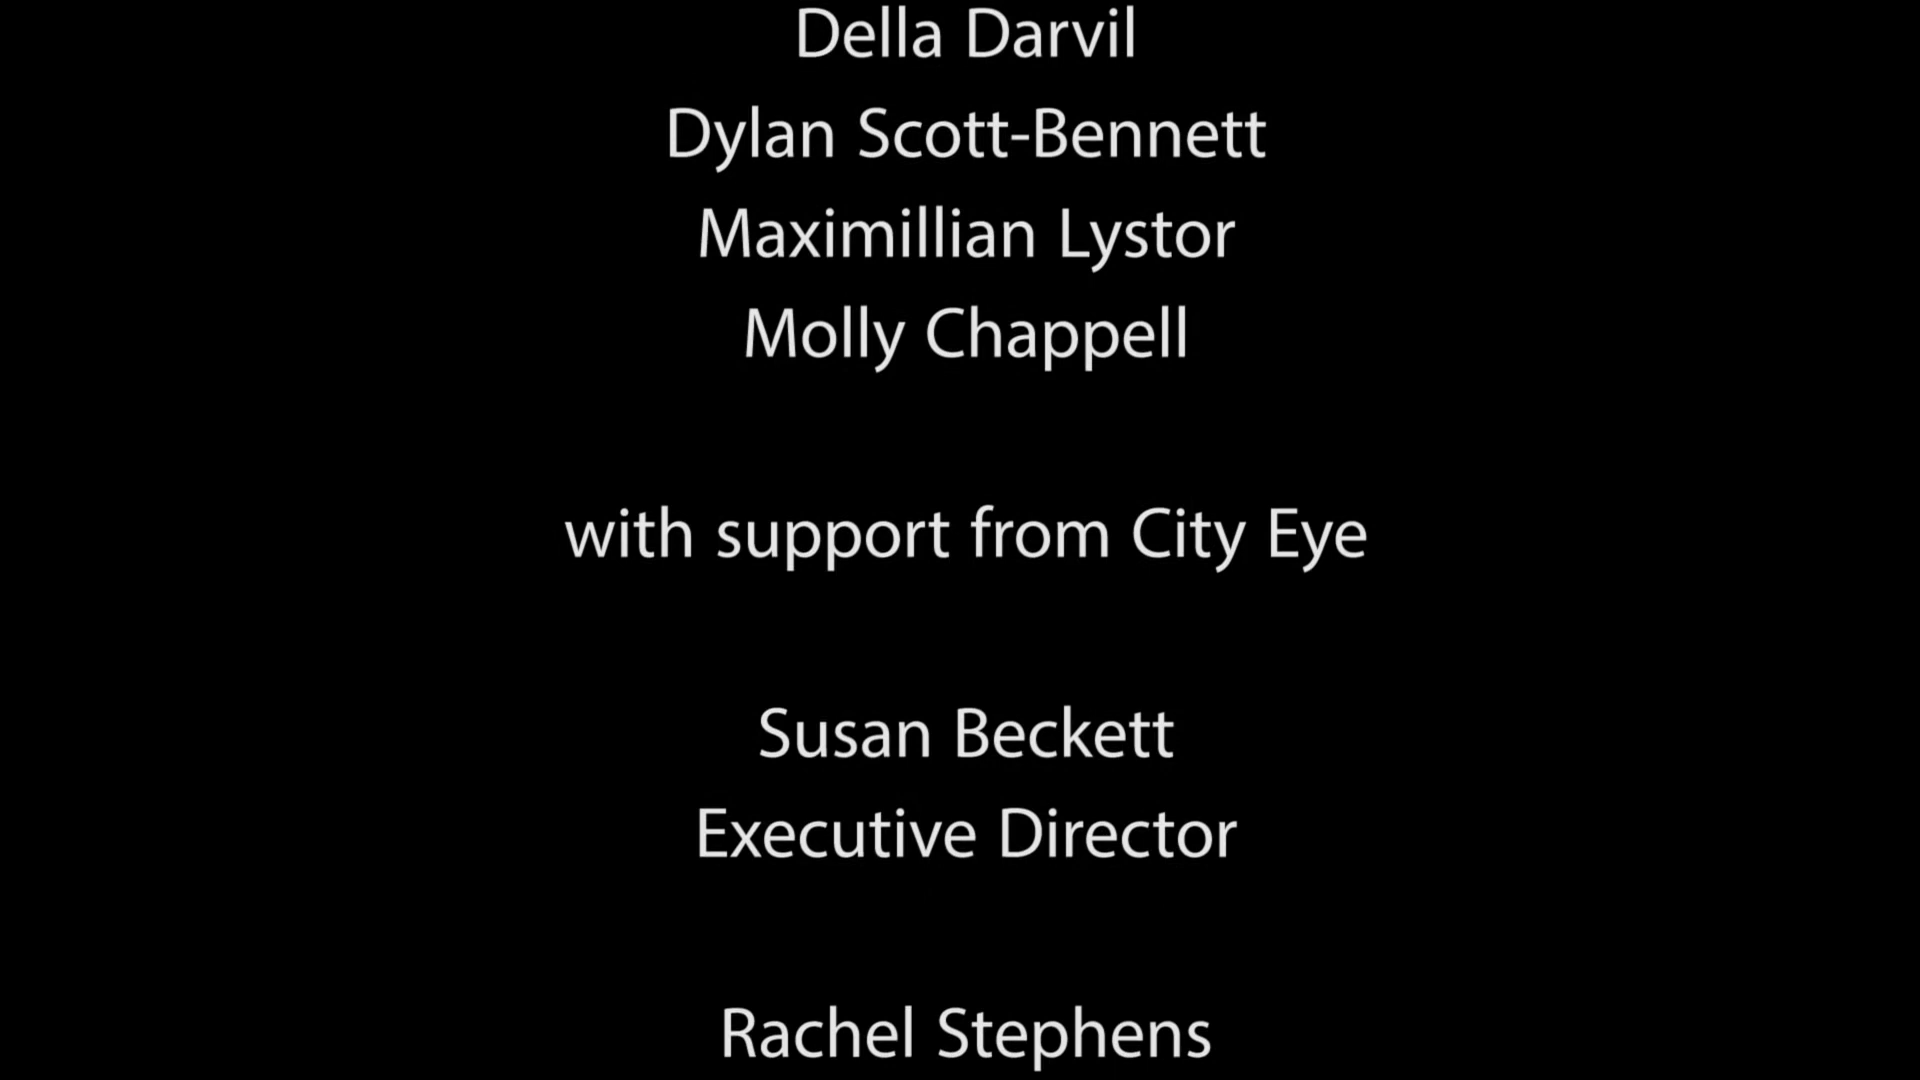 Della Darvil
Dylan Scott-Bennett
Maximillian Lystor
Molly Chappell
with support from City Eye
Susan Beckett
Executive Director
Rachel Stephens